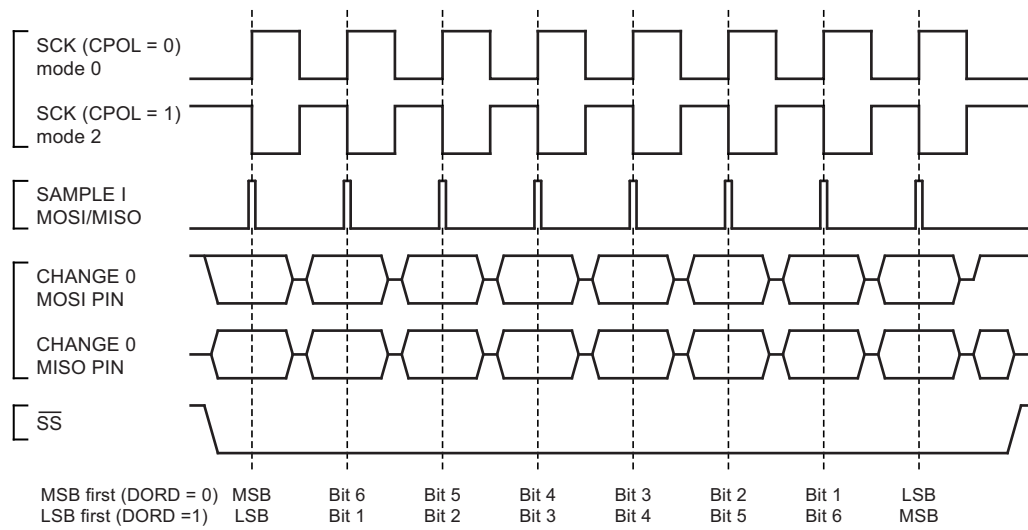 SCK (CPOL = 0)
mode 0
SCK (CPOL = 1)
mode 2
SAMPLE I
MOSI/MISO
CHANGE 0
MOSI PIN
CHANGE 0
MISO PIN
SS
MSB first (DORD = 0) MSB Bit 6 Bit 5 Bit 4 Bit 3 Bit 2 Bit 1 LSB
LSB first (DORD =1) LSB Bit 1 Bit 2 Bit 3 Bit 4 Bit 5 Bit 6 MSB